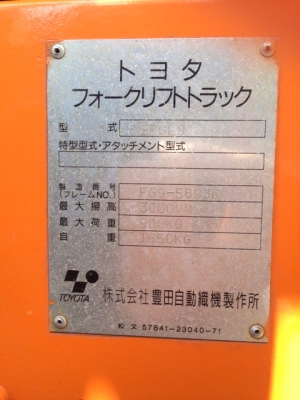 トヨタ
フォークリフトトラック
型式
特型型式・アタッチメント型式
製造番号
(フレームNO.)
最大揚高
最大荷重
自重
TOYOTA 株式会社豊田自動織機製作所
和文 57841-23040-71